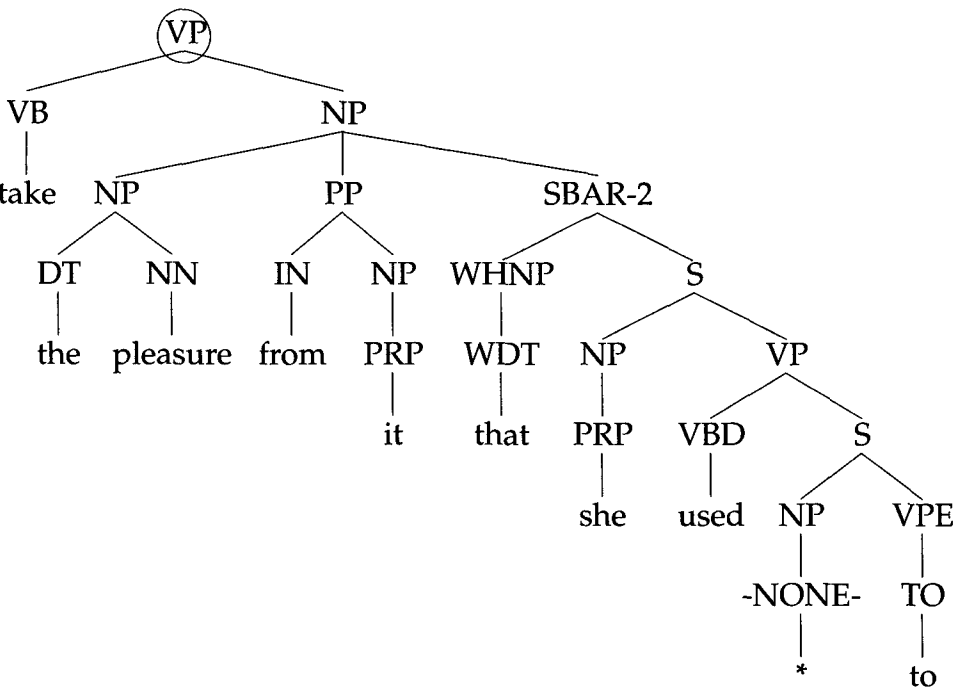 VP
VB NP
take NP PP SBAR-2
DT NN IN NP WHNP S
the pleasure from PRP WDT NP VP
it that PRP VBD S
she used NP VPE
-NONE- TO
* to